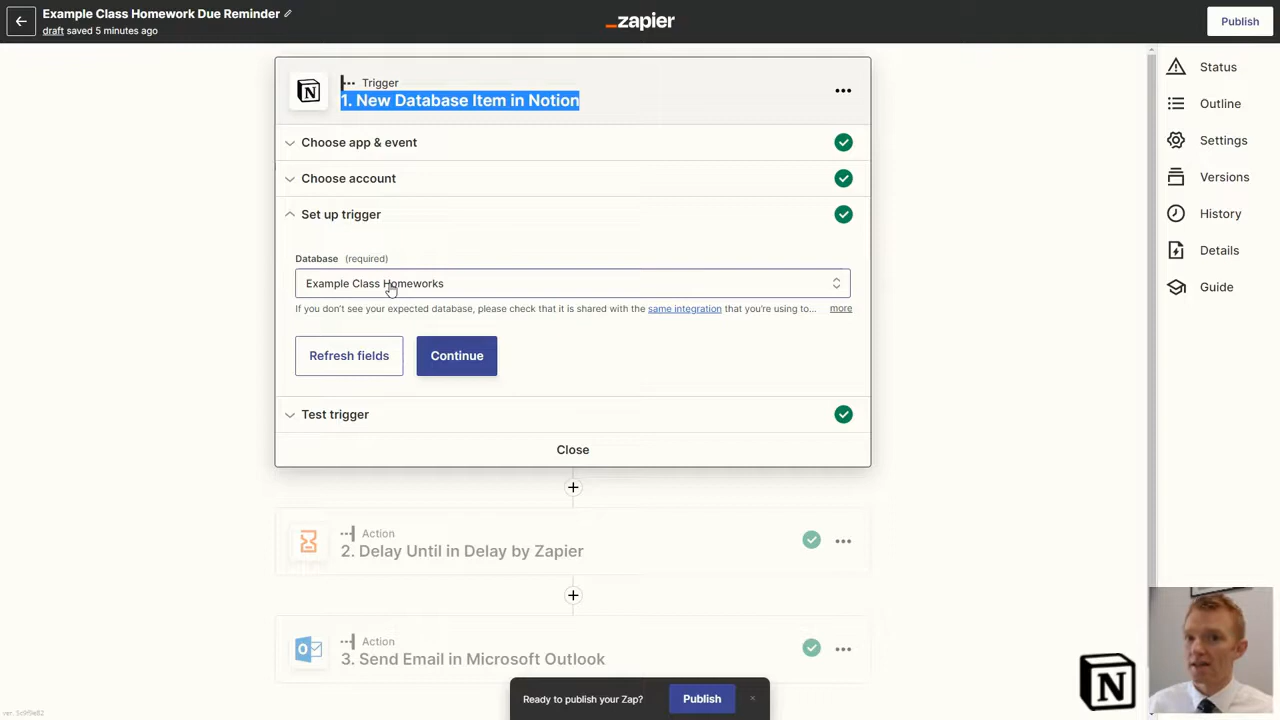 Example Class Homework Due Reminder
draft saved 5 minutes ago
_zapier
Publish
Trigger
1. New Database Item in Notion
Choose app & event
Choose account
Set up trigger
Database (required)
Example Class Homeworks
If you don't see your expected database, please check that it is shared with the same integration that you're using to... more
Refresh fields
Continue
Test trigger
Close
Action
2. Delay Until in Delay by Zapier
Action
3. Send Email in Microsoft Outlook
Ready to publish your Zap?
Publish
Status
Outline
Settings
Versions
History
Details
Guide